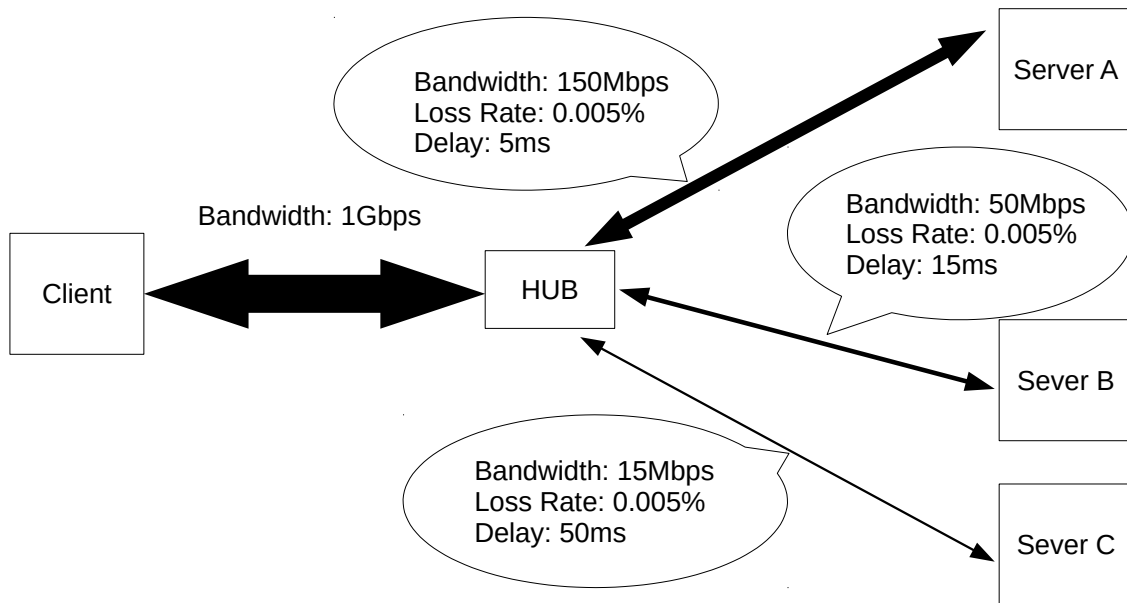 Bandwidth: 150Mbps
Loss Rate: 0.005%
Delay: 5ms
Server A
Bandwidth: 1Gbps
Bandwidth: 50Mbps
Loss Rate: 0.005%
Delay: 15ms
Client
HUB
Sever B
Bandwidth: 15Mbps
Loss Rate: 0.005%
Delay: 50ms
Sever C